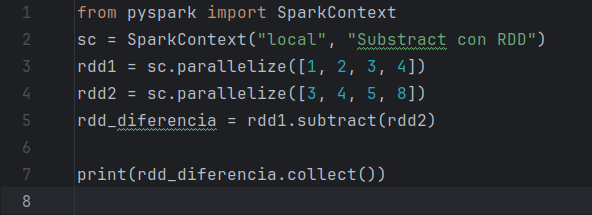 1 from pyspark import SparkContext
2 sc = SparkContext("local", "Substract con RDD")
3 rdd1 = sc.parallelize([1, 2, 3, 4])
4 rdd2 = sc.parallelize([3, 4, 5, 8])
5 rdd_diferencia = rdd1.subtract(rdd2)
6
7 print(rdd_diferencia.collect())
8